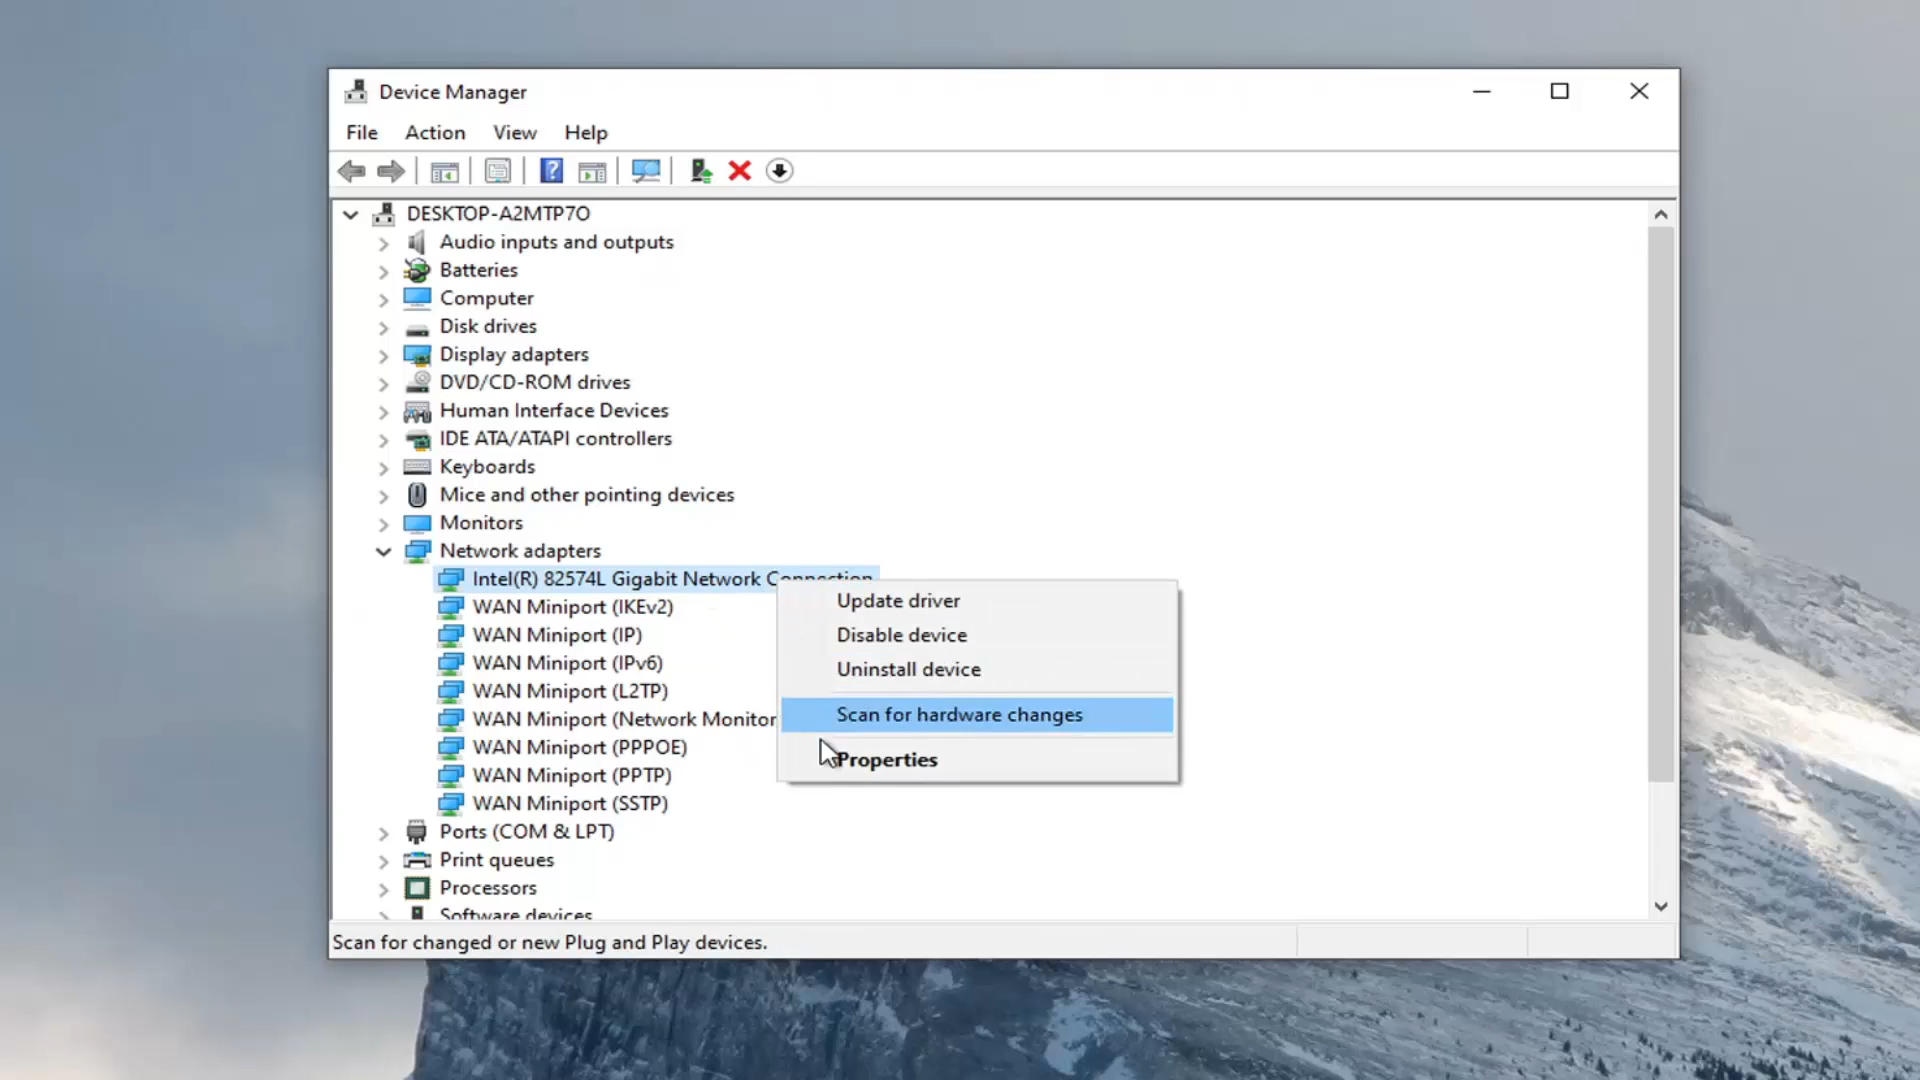 Device Manager
File Action View Help
DESKTOP-A2MTP7O
Audio inputs and outputs
Batteries
Computer
Disk drives
Display adapters
DVD/CD-ROM drives
Human Interface Devices
IDE ATA/ATAPI controllers
Keyboards
Mice and other pointing devices
Monitors
Network adapters
Intel(R) 82574L Gigabit Network Connection
WAN Miniport (IKEv2)
WAN Miniport (IP)
WAN Miniport (IPv6)
WAN Miniport (L2TP)
WAN Miniport (Network Monitor
WAN Miniport (PPPOE)
WAN Miniport (PPTP)
WAN Miniport (SSTP)
Ports (COM & LPT)
Print queues
Processors
Software devices
Update driver
Disable device
Uninstall device
Scan for hardware changes
Properties
Scan for changed or new Plug and Play devices.